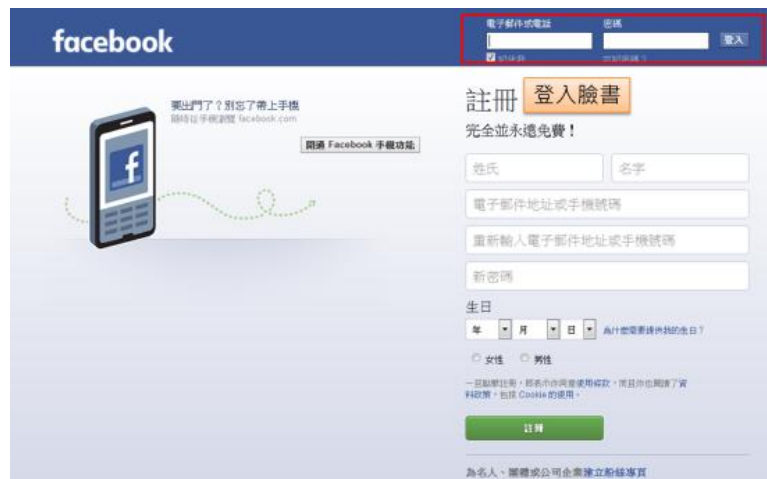 facebook
電子郵件或電話
密碼
登入
要出門了？別忘了帶上手機
隨時從手機瀏覽 facebook.com
開通 Facebook 手機功能
註冊
登入臉書
完全並永遠免費！
姓氏
名字
電子郵件地址或手機號碼
重新輸入電子郵件地址或手機號碼
新密碼
生日
年
月
日
為什麼需要提供我的生日？
女性
男性
一旦點擊註冊，即表示你同意使用條款，而且你也閱讀了資
料政策，包括 Cookie 的使用。
註冊
為名人、團體或公司企業建立粉絲專頁